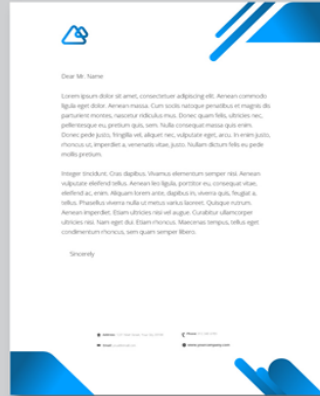 Dear Mr. Name
Lorem ipsum dolor sit amet, consectetuer adipiscing elit. Aenean commodo
ligula eget dolor. Aenean massa. Cum sociis natoque penatibus et magnis dis
parturient montes, nascetur ridiculus mus. Donec quam felis, ultricies nec,
pellentesque eu, pretium quis, sem. Nulla consequat massa quis enim.
Donec pede justo, fringilla vel, aliquet nec, vulputate eget, arcu. In enim justo,
rhoncus ut, imperdiet a, venenatis vitae, justo. Nullam dictum felis eu pede
mollis pretium.
Integer tincidunt. Cras dapibus. Vivamus elementum semper nisi. Aenean
vulputate eleifend tellus. Aenean leo ligula, porttitor eu, consequat vitae,
eleifend ac, enim. Aliquam lorem ante, dapibus in, viverra quis, feugiat a,
tellus. Phasellus viverra nulla ut metus varius laoreet. Quisque rutrum.
Aenean imperdiet. Etiam ultricies nisi vel augue. Curabitur ullamcorper
ultricies nisi. Nam eget dui. Etiam rhoncus. Maecenas tempus, tellus eget
condimentum rhoncus, sem quam semper libero.
Sincerely
Address
Phone
Email
www.yourcompany.com